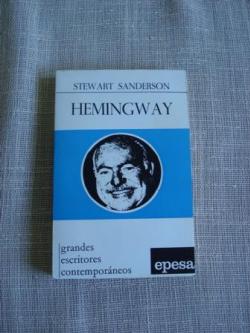 STEWART SANDERSON
HEMINGWAY
grandes
escritores
contemporáneos
epesa